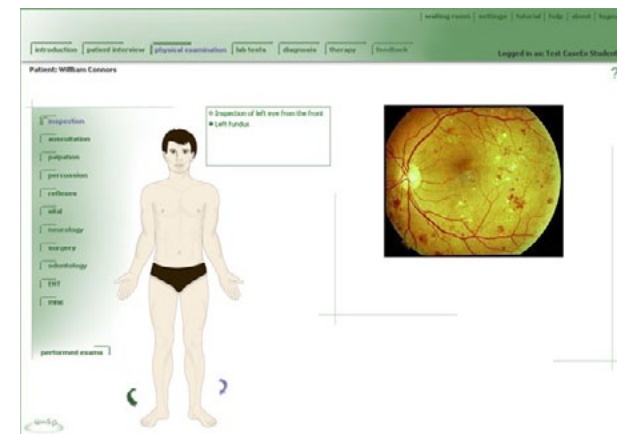 waiting room | settings | tutorial | help | about | logout
introduction patient interview physical examination lab tests diagnosis therapy feedback
Logged in as: Test CaseEx Student
Patient: William Connors
?
Inspection of left eye from the front
Left fundus
inspection
auscultation
palpation
percussion
reflexes
vital
neurology
surgery
odontology
ENT
performed exams